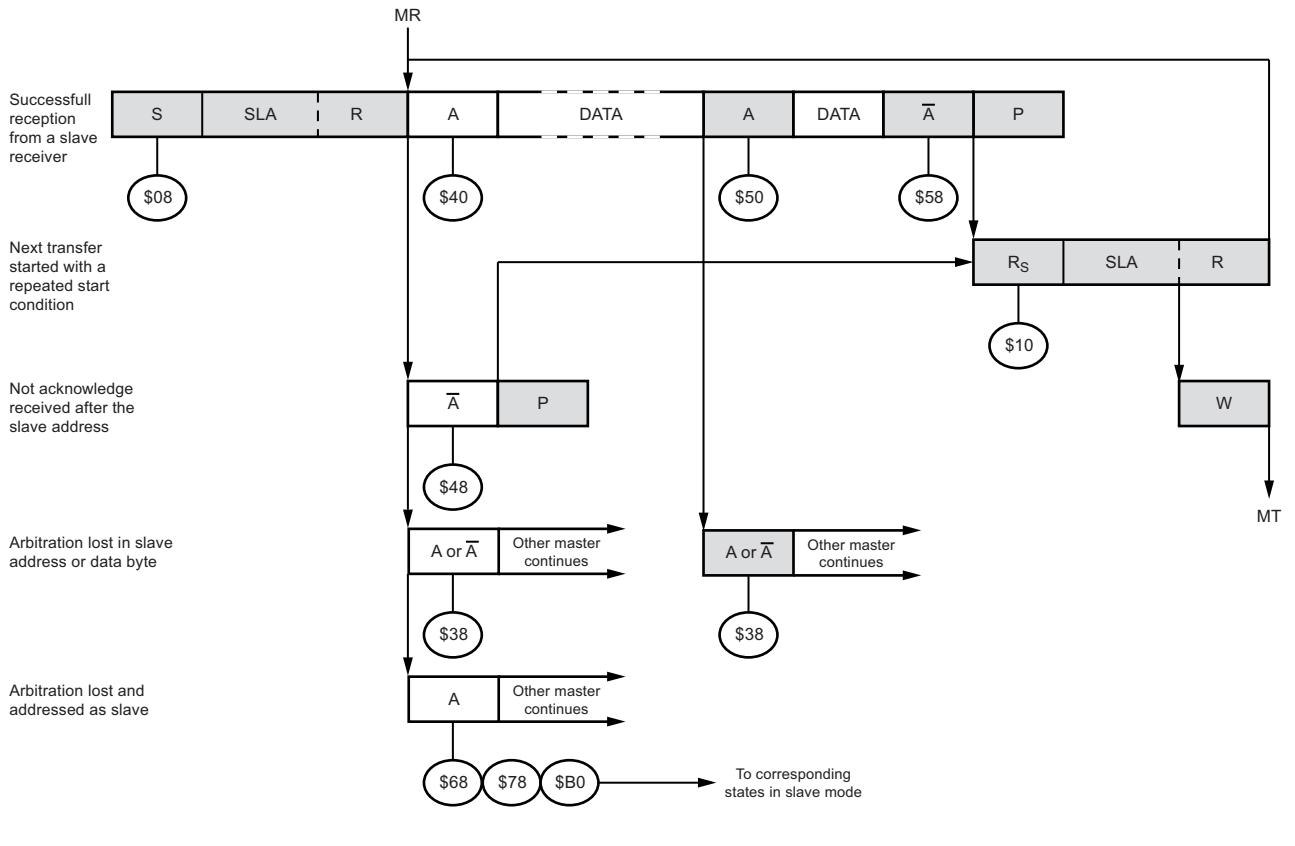 MR
Successfull
reception
from a slave
receiver
S SLA R A DATA A DATA A̅ P
$08 $40 $50 $58
Next transfer
started with a
repeated start
condition
RS SLA R
$10
Not acknowledge
received after the
slave address
A̅ P
W
$48
MT
Arbitration lost in slave
address or data byte
A or A̅
Other master
continues
A or A̅
Other master
continues
$38 $38
Arbitration lost and
addressed as slave
A
Other master
continues
$68 $78 $B0
To corresponding
states in slave mode